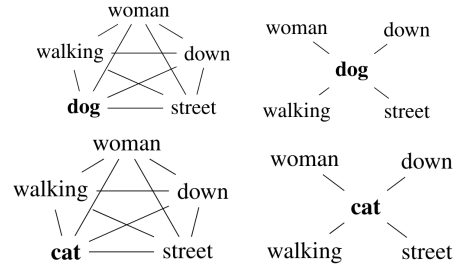 woman
walking down
dog street
woman down
dog
walking street
woman
walking down
cat street
woman down
cat
walking street